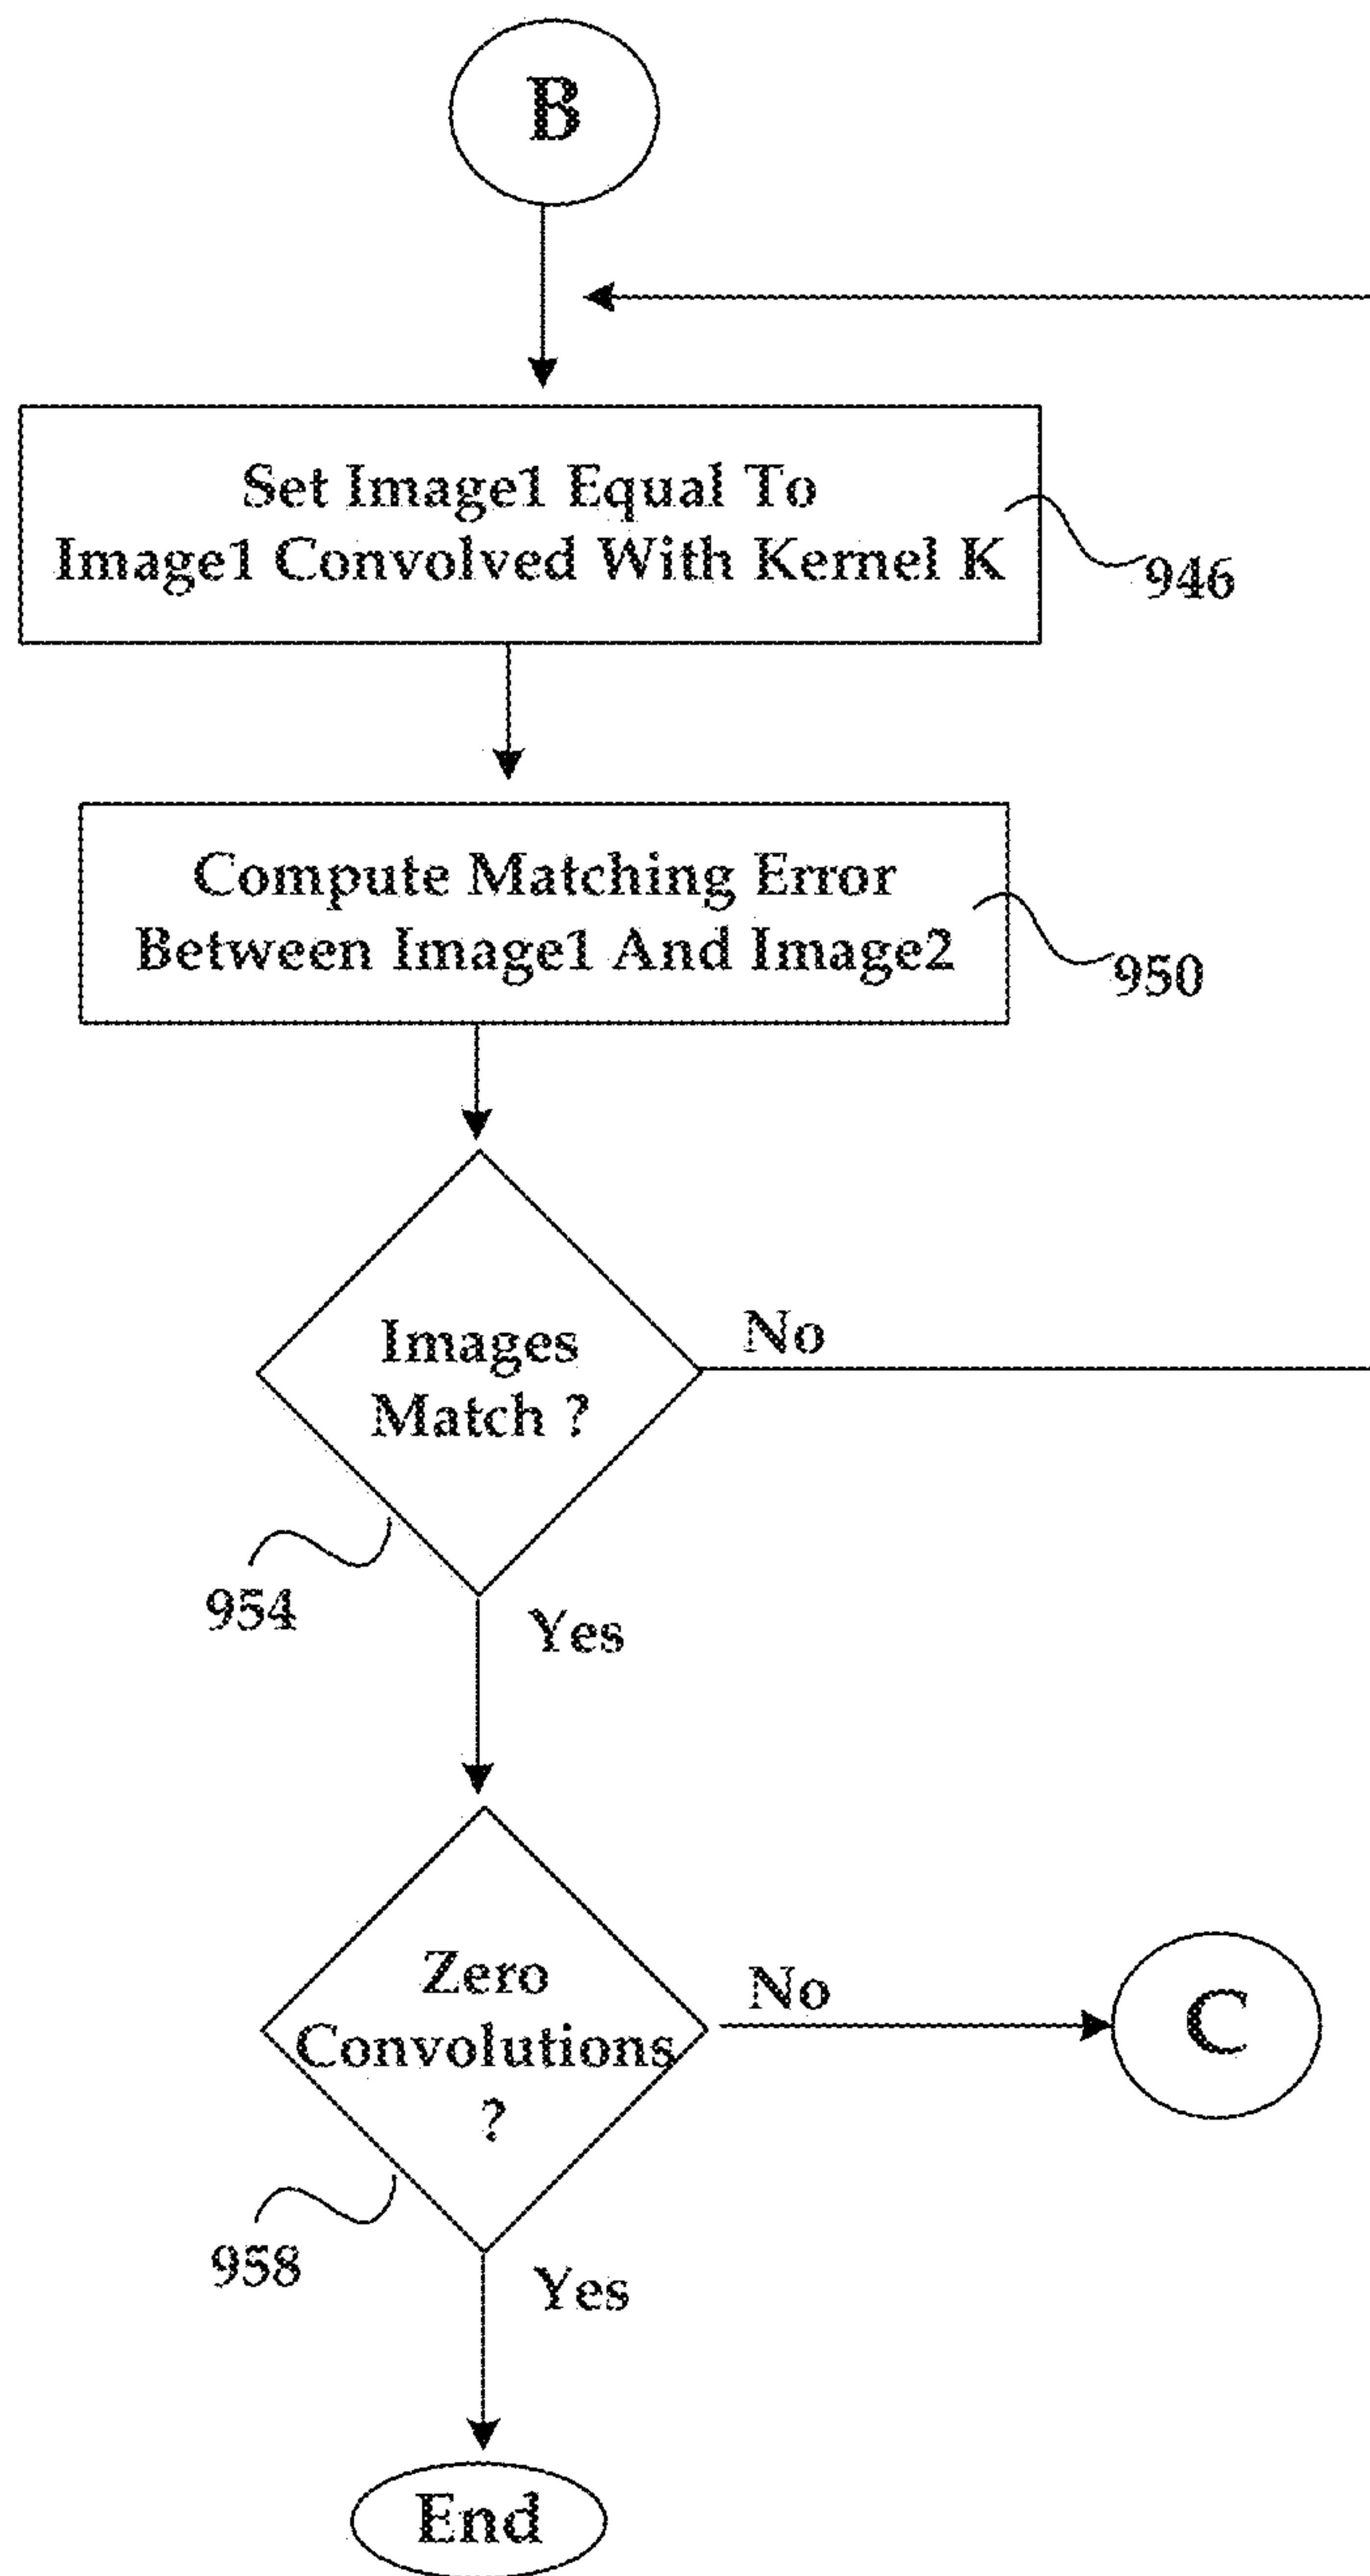 B
Set Image1 Equal To
Image1 Convolved With Kernel K
946
Compute Matching Error
Between Image1 And Image2
950
Images
Match ?
No
954
Yes
Zero
Convolutions
?
No
C
958
Yes
End